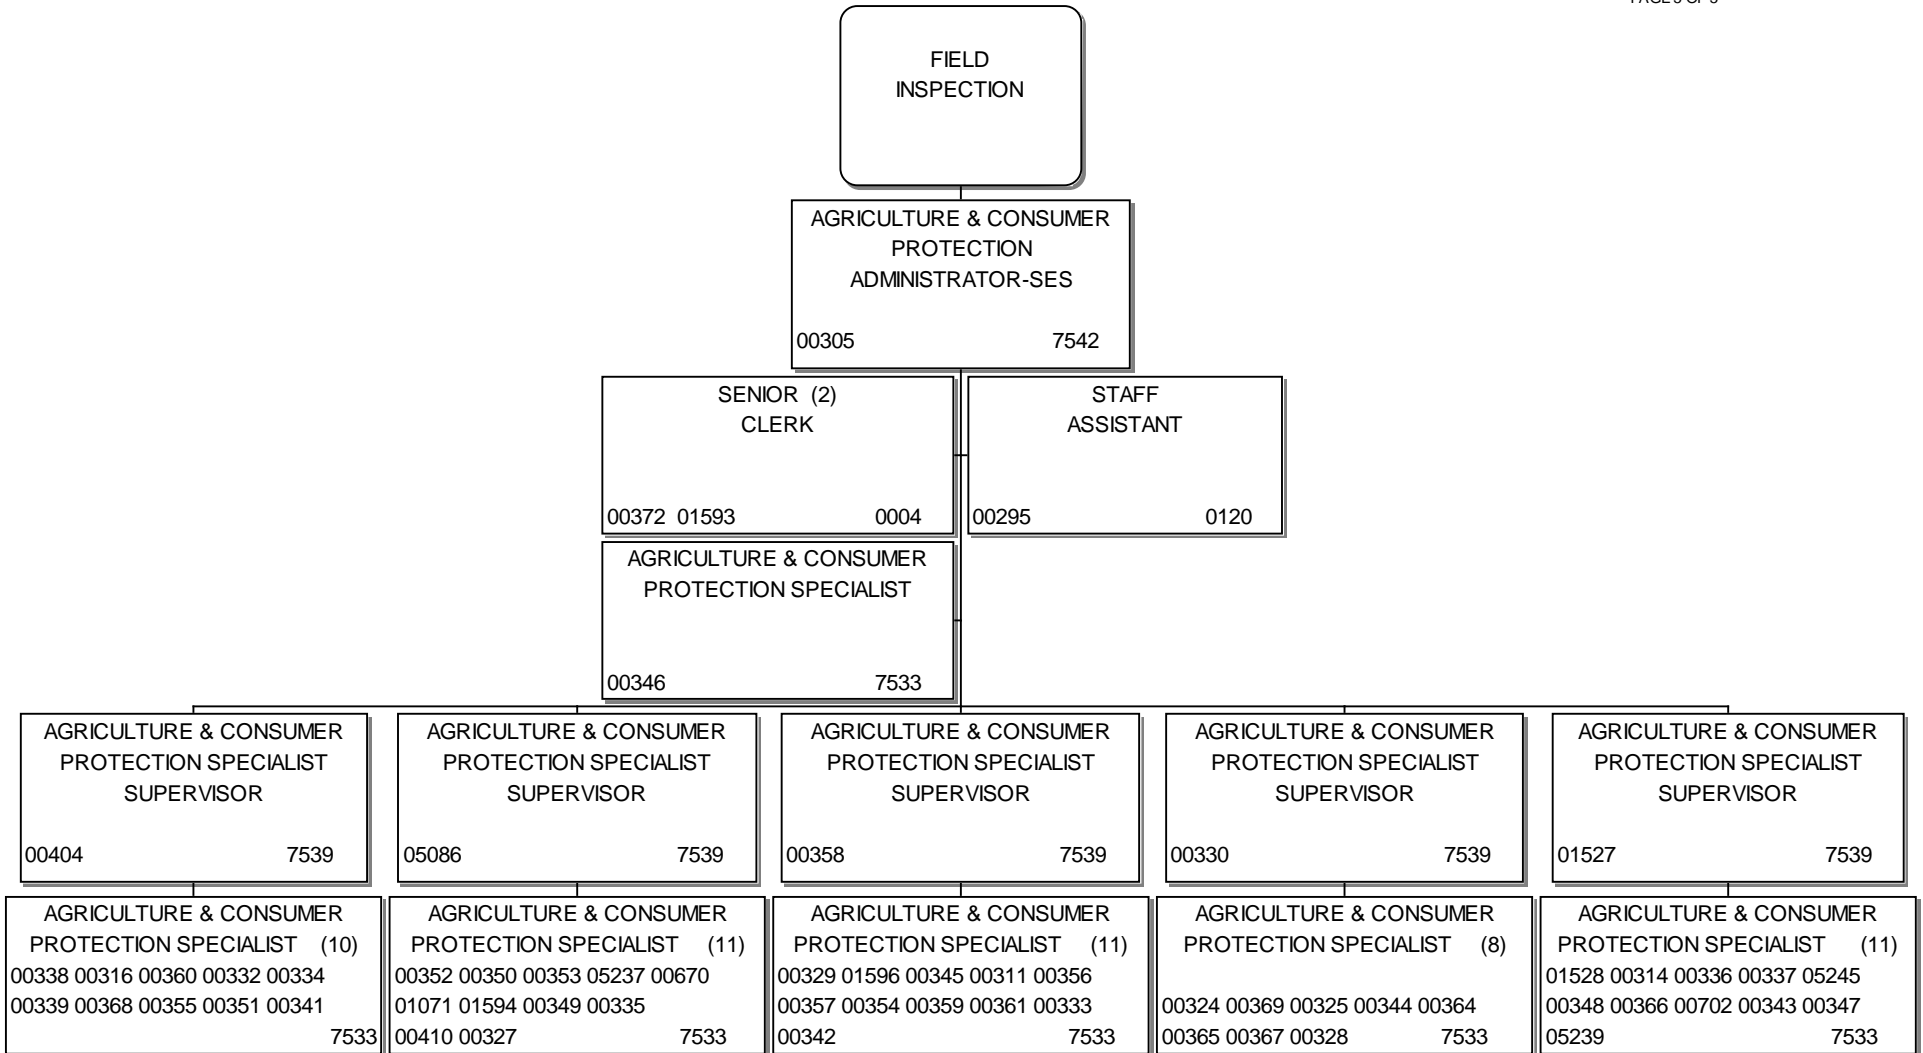 PAGE 3 OF 3
FIELD
INSPECTION
AGRICULTURE & CONSUMER
PROTECTION
ADMINISTRATOR-SES
00305 7542
SENIOR (2)
CLERK
00372 01593 0004
STAFF
ASSISTANT
00295 0120
AGRICULTURE & CONSUMER
PROTECTION SPECIALIST
00346 7533
AGRICULTURE & CONSUMER
PROTECTION SPECIALIST
SUPERVISOR
00404 7539
AGRICULTURE & CONSUMER
PROTECTION SPECIALIST
SUPERVISOR
05086 7539
AGRICULTURE & CONSUMER
PROTECTION SPECIALIST
SUPERVISOR
00358 7539
AGRICULTURE & CONSUMER
PROTECTION SPECIALIST
SUPERVISOR
00330 7539
AGRICULTURE & CONSUMER
PROTECTION SPECIALIST
SUPERVISOR
01527 7539
AGRICULTURE & CONSUMER
PROTECTION SPECIALIST (10)
00338 00316 00360 00332 00334
00339 00368 00355 00351 00341
7533
AGRICULTURE & CONSUMER
PROTECTION SPECIALIST (11)
00352 00350 00353 05237 00670
01071 01594 00349 00335
00410 00327 7533
AGRICULTURE & CONSUMER
PROTECTION SPECIALIST (11)
00329 01596 00345 00311 00356
00357 00354 00359 00361 00333
00342 7533
AGRICULTURE & CONSUMER
PROTECTION SPECIALIST (8)
00324 00369 00325 00344 00364
00365 00367 00328 7533
AGRICULTURE & CONSUMER
PROTECTION SPECIALIST (11)
01528 00314 00336 00337 05245
00348 00366 00702 00343 00347
05239 7533